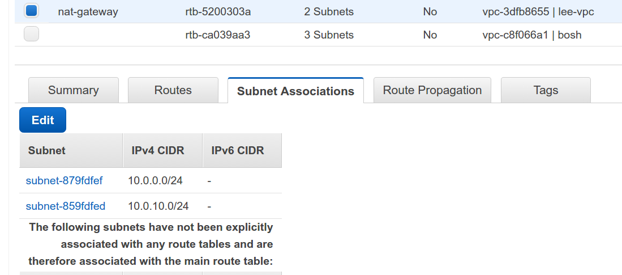 nat-gateway rtb-5200303a 2 Subnets No vpc-3dfb8655 | lee-vpc
rtb-ca039aa3 3 Subnets No vpc-c8f066a1 | bosh
Summary Routes Subnet Associations Route Propagation Tags
Edit
Subnet IPv4 CIDR IPv6 CIDR
subnet-879fdfef 10.0.0.0/24 -
subnet-859fdfed 10.0.10.0/24 -
The following subnets have not been explicitly
associated with any route tables and are
therefore associated with the main route table: